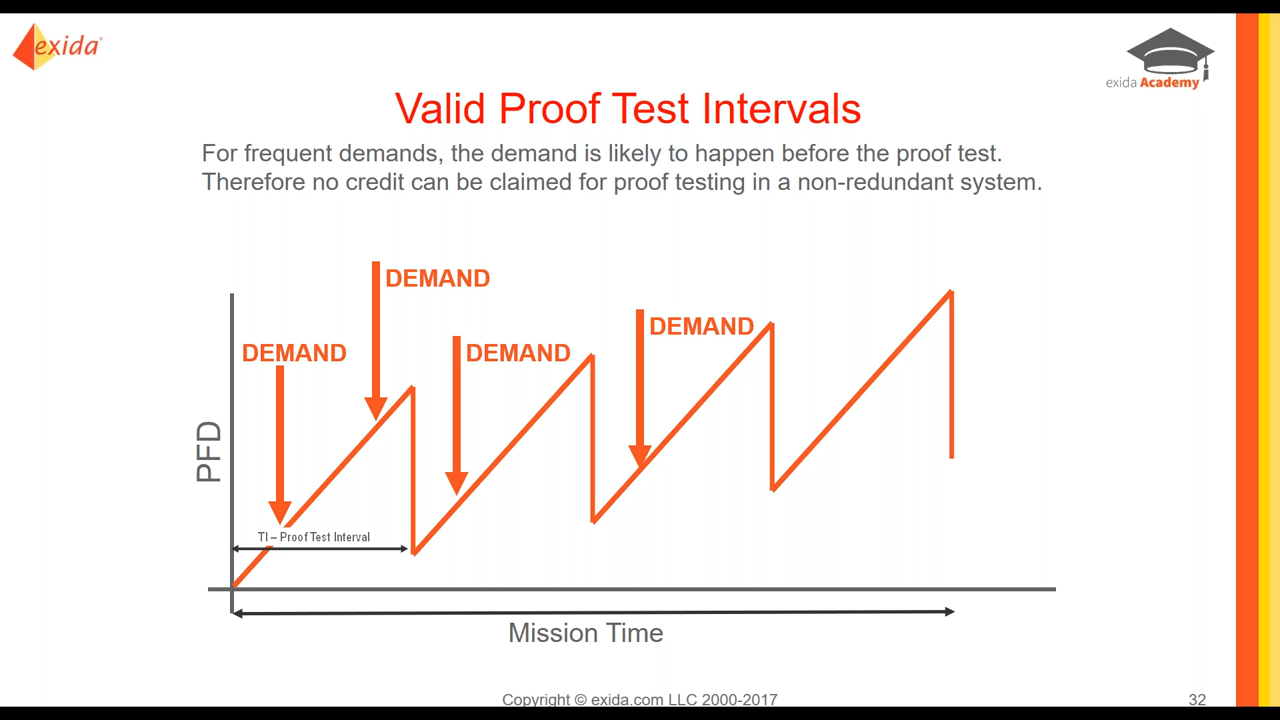 exida
exida Academy
Valid Proof Test Intervals
For frequent demands, the demand is likely to happen before the proof test.
Therefore no credit can be claimed for proof testing in a non-redundant system.
DEMAND
DEMAND
DEMAND
DEMAND
PFD
TI – Proof Test Interval
Mission Time
Copyright © exida.com LLC 2000-2017
32